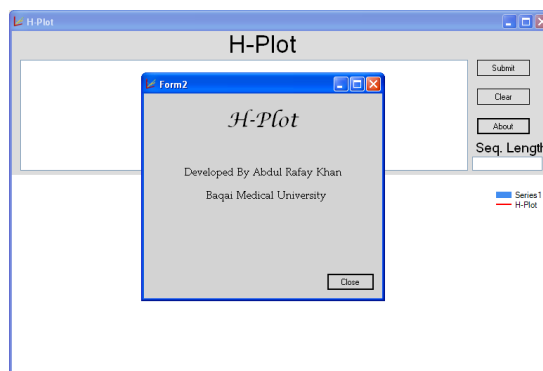 H-Plot
H-Plot
Submit
Clear
About
Seq. Lengt
Form2
H-Plot
Developed By Abdul Rafay Khan
Baqai Medical University
Close
Series1
H-Plot